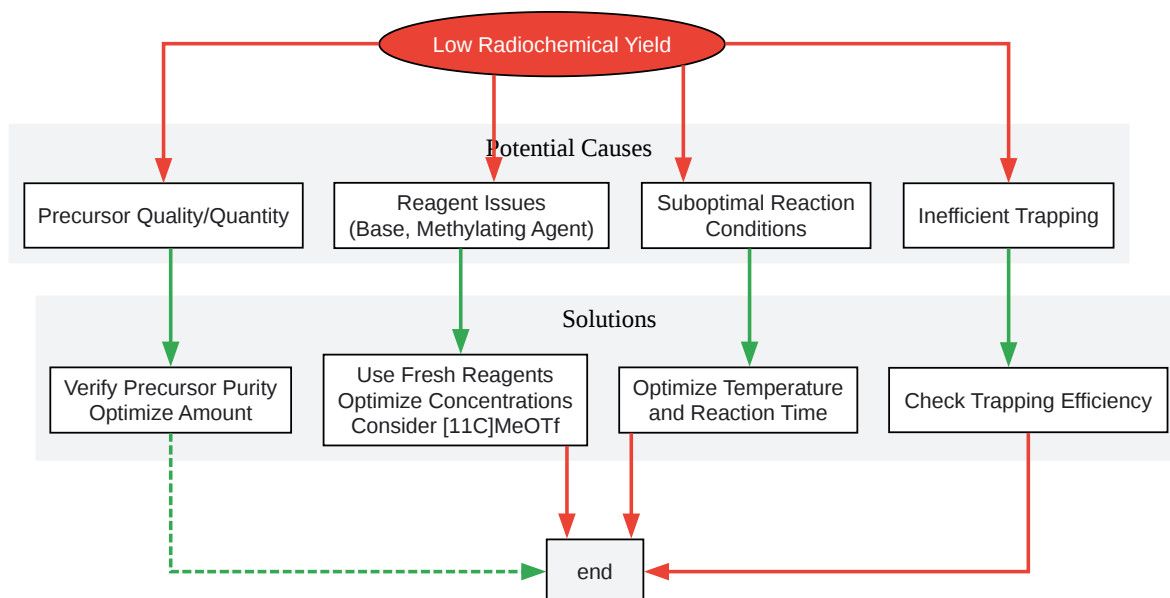 Low Radiochemical Yield
Potential Causes
Precursor Quality/Quantity
Reagent Issues
(Base, Methylating Agent)
Suboptimal Reaction
Conditions
Inefficient Trapping
Solutions
Verify Precursor Purity
Optimize Amount
Use Fresh Reagents
Optimize Concentrations
Consider [11C]MeOTf
Optimize Temperature
and Reaction Time
Check Trapping Efficiency
end